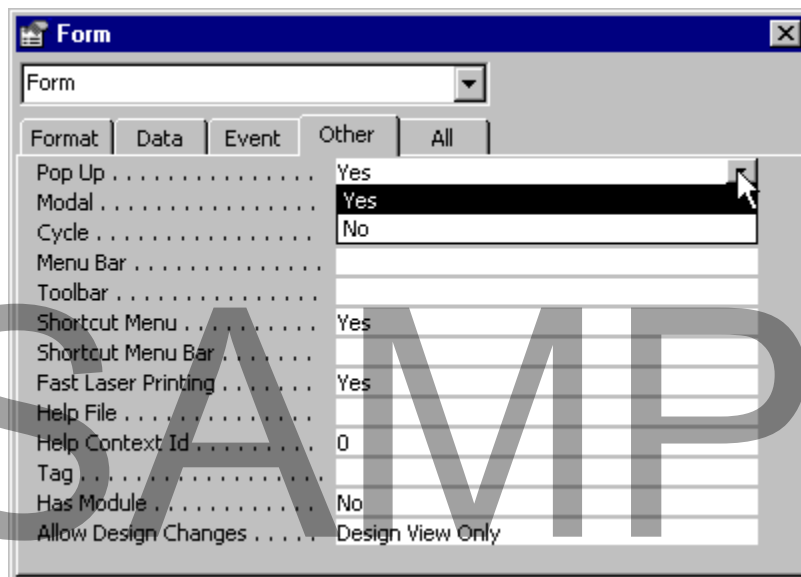 Form
Form
Format Data Event Other All
Pop Up . . . . . . . . . . . . . . . . Yes
Modal . . . . . . . . . . . . . . . . . Yes
Cycle . . . . . . . . . . . . . . . . . No
Menu Bar . . . . . . . . . . . . . .
Toolbar . . . . . . . . . . . . . . .
Shortcut Menu . . . . . . . . . . Yes
Shortcut Menu Bar . . . . . . .
Fast Laser Printing . . . . . . . Yes
Help File . . . . . . . . . . . . . .
Help Context Id . . . . . . . . . 0
Tag . . . . . . . . . . . . . . . . . .
Has Module . . . . . . . . . . . . No
Allow Design Changes . . . . . Design View Only
SAMP